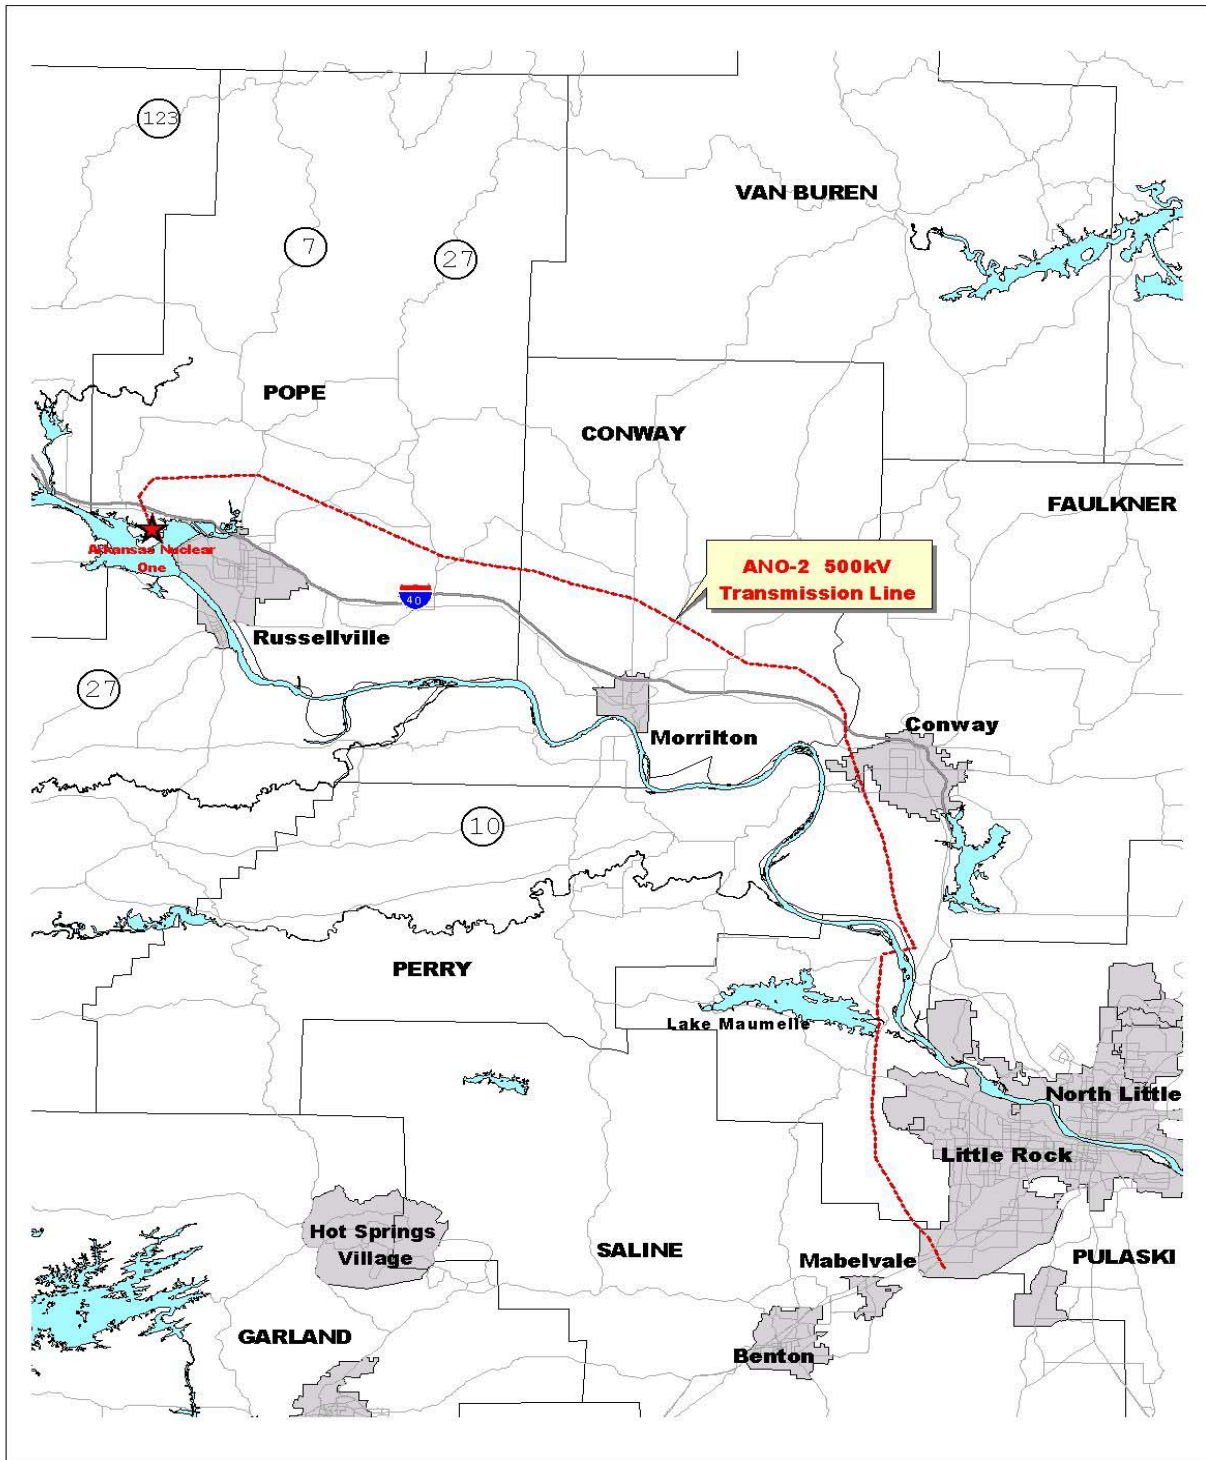 123
VAN BUREN
7
27
POPE
CONWAY
FAULKNER
Arkansas Nuclear
One
ANO-2 500kV
Transmission Line
40
Russellville
27
Conway
Morrilton
10
PERRY
Lake Maumelle
North Little
Little Rock
Hot Springs
Village
SALINE
Mabelvale
PULASKI
GARLAND
Benton